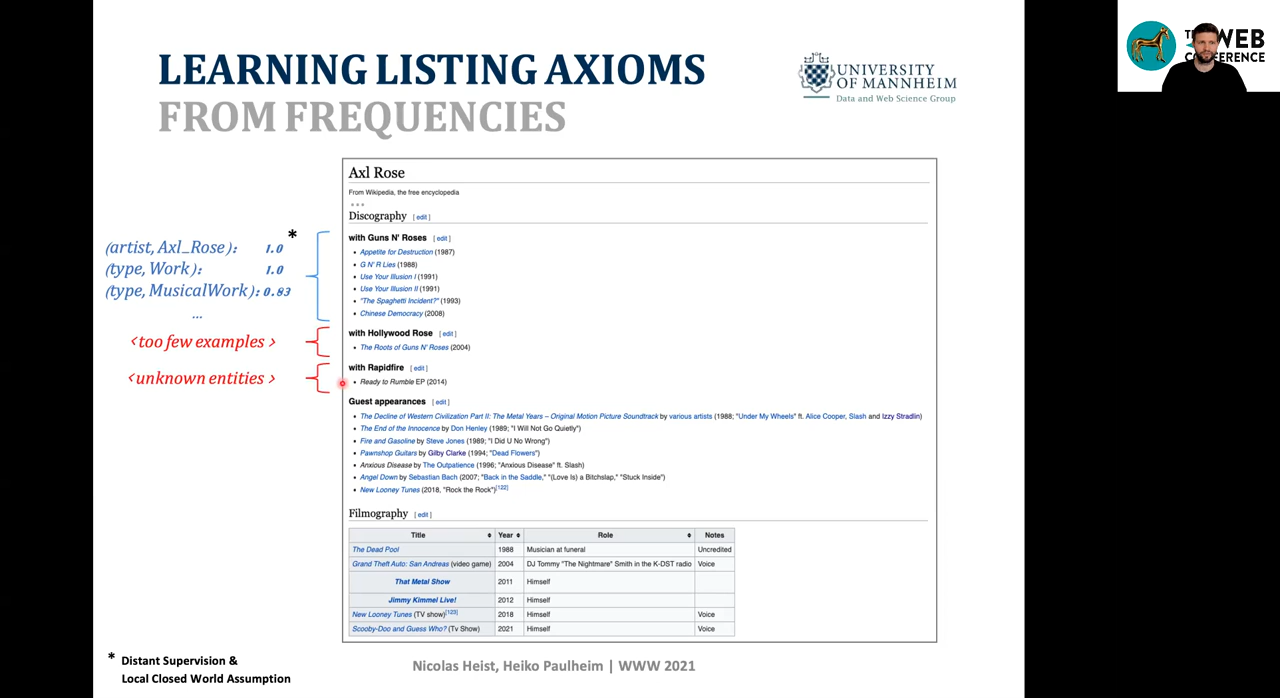 LEARNING LISTING AXIOMS
FROM FREQUENCIES
UNIVERSITY
OF MANNHEIM
Data and Web Science Group
WEB
CONFERENCE
Axl Rose
From Wikipedia, the free encyclopedia
Discography [ edit ]
with Guns N' Roses [ edit ]
• Appetite for Destruction (1987)
• G N' R Lies (1988)
• Use Your Illusion I (1991)
• Use Your Illusion II (1991)
• "The Spaghetti Incident?" (1993)
• Chinese Democracy (2008)
with Hollywood Rose [ edit ]
• The Roots of Guns N' Roses (2004)
with Rapidfire [ edit ]
• Ready to Rumble EP (2014)
Guest appearances [ edit ]
• The Decline of Western Civilization Part II: The Metal Years – Original Motion Picture Soundtrack by various artists (1988; "Under My Wheels" ft. Alice Cooper, Slash and Izzy Stradlin)
• The End of the Innocence by Don Henley (1989; "I Will Not Go Quietly")
• Fire and Gasoline by Steve Jones (1989; "I Did U No Wrong")
• Pawnshop Guitars by Gilby Clarke (1994; "Dead Flowers")
• Anxious Disease by The Outpatience (1996; "Anxious Disease" ft. Slash)
• Angel Down by Sebastian Bach (2007; "Back in the Saddle," "(Love Is) a Bitchslap," "Stuck Inside")
• New Looney Tunes (2018, "Rock the Rock")[122]
Filmography [ edit ]
Title Year Role Notes
The Dead Pool 1988 Musician at funeral Uncredited
Grand Theft Auto: San Andreas (video game) 2004 DJ Tommy "The Nightmare" Smith in the K-DST radio Voice
That Metal Show 2011 Himself
Jimmy Kimmel Live! 2012 Himself
New Looney Tunes (TV show)[123] 2018 Himself Voice
Scooby-Doo and Guess Who? (Tv Show) 2021 Himself Voice
*
(artist, Axl_Rose): 1.0
(type, Work): 1.0
(type, MusicalWork): 0.83
...
<too few examples >
<unknown entities >
* Distant Supervision &
Local Closed World Assumption
Nicolas Heist, Heiko Paulheim | WWW 2021